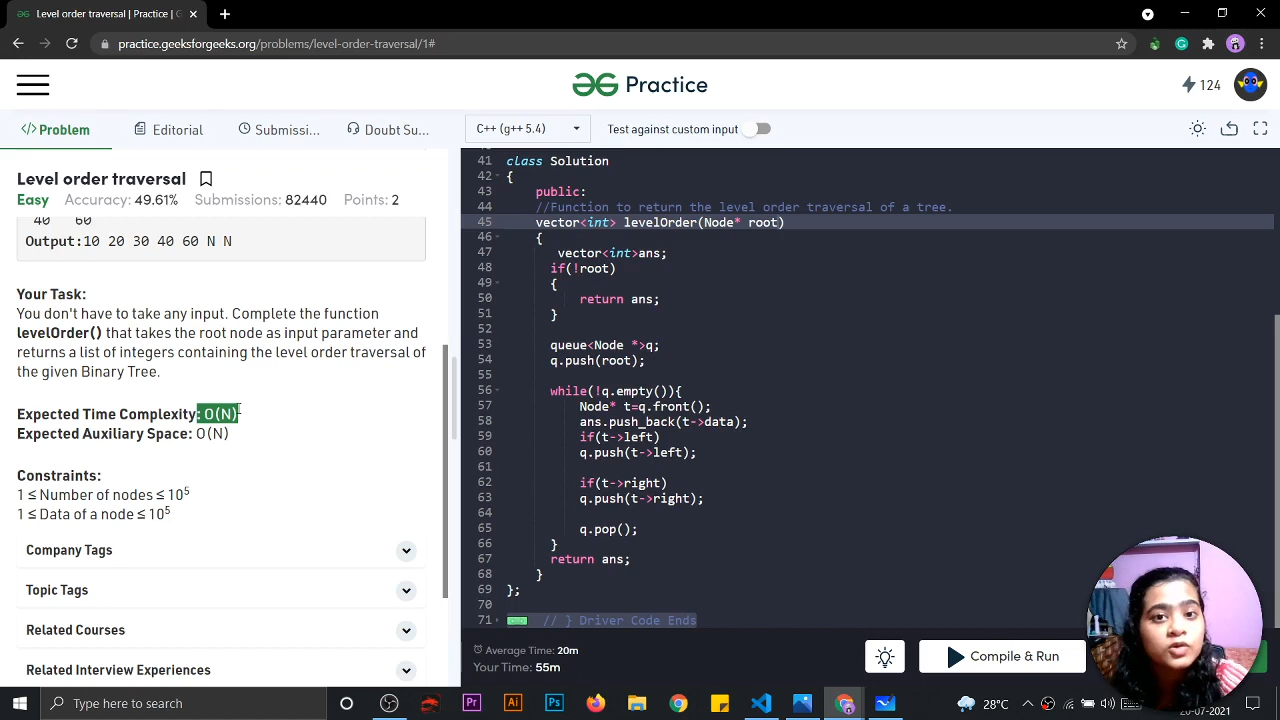 Level order traversal | Practice | G
practice.geeksforgeeks.org/problems/level-order-traversal/1#
Practice
124
</> Problem
Editorial
Submissi...
Doubt Su...
C++ (g++ 5.4)
Test against custom input
Level order traversal
Easy Accuracy: 49.61% Submissions: 82440 Points: 2
40 60
Output:10 20 30 40 60 N N
Your Task:
You don't have to take any input. Complete the function
levelOrder() that takes the root node as input parameter and
returns a list of integers containing the level order traversal of
the given Binary Tree.
Expected Time Complexity: O(N)
Expected Auxiliary Space: O(N)
Constraints:
1 ≤ Number of nodes ≤ 10^5
1 ≤ Data of a node ≤ 10^5
Company Tags
Topic Tags
Related Courses
Related Interview Experiences
41 class Solution
42 {
43 public:
44 //Function to return the level order traversal of a tree.
45 vector<int> levelOrder(Node* root)
46 {
47 vector<int>ans;
48 if(!root)
49 {
50 return ans;
51 }
52
53 queue<Node *>q;
54 q.push(root);
55
56 while(!q.empty()){
57 Node* t=q.front();
58 ans.push_back(t->data);
59 if(t->left)
60 q.push(t->left);
61
62 if(t->right)
63 q.push(t->right);
64
65 q.pop();
66 }
67 return ans;
68 }
69 };
70
71 // } Driver Code Ends
Average Time: 20m
Your Time: 55m
Compile & Run
Type here to search
28°C
20-07-2021